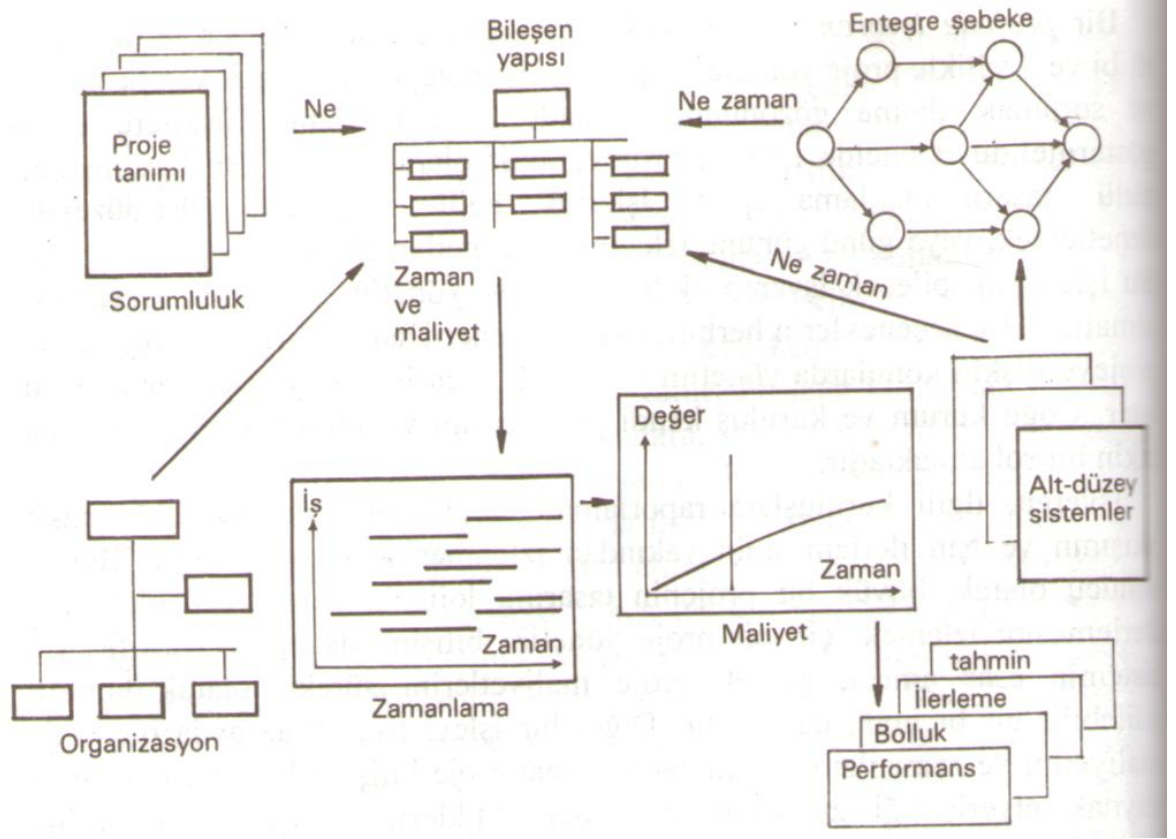 Entegre şebeke
Bileşen
yapısı
Ne
Ne zaman
Proje
tanımı
Sorumluluk
Zaman
ve
maliyet
Ne zaman
Değer
Zaman
Maliyet
Alt-düzey
sistemler
İş
Zaman
Zamanlama
Organizasyon
tahmin
İlerleme
Bolluk
Performans